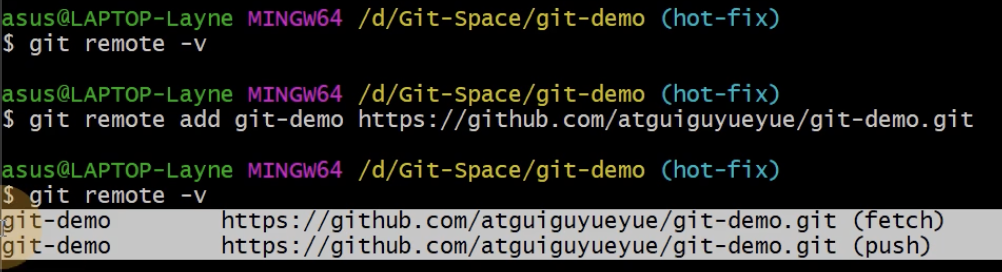 asus@LAPTOP-Layne MINGW64 /d/Git-Space/git-demo (hot-fix)
$ git remote -v
asus@LAPTOP-Layne MINGW64 /d/Git-Space/git-demo (hot-fix)
$ git remote add git-demo https://github.com/atguiguyueyue/git-demo.git
asus@LAPTOP-Layne MINGW64 /d/Git-Space/git-demo (hot-fix)
$ git remote -v
git-demo https://github.com/atguiguyueyue/git-demo.git (fetch)
git-demo https://github.com/atguiguyueyue/git-demo.git (push)